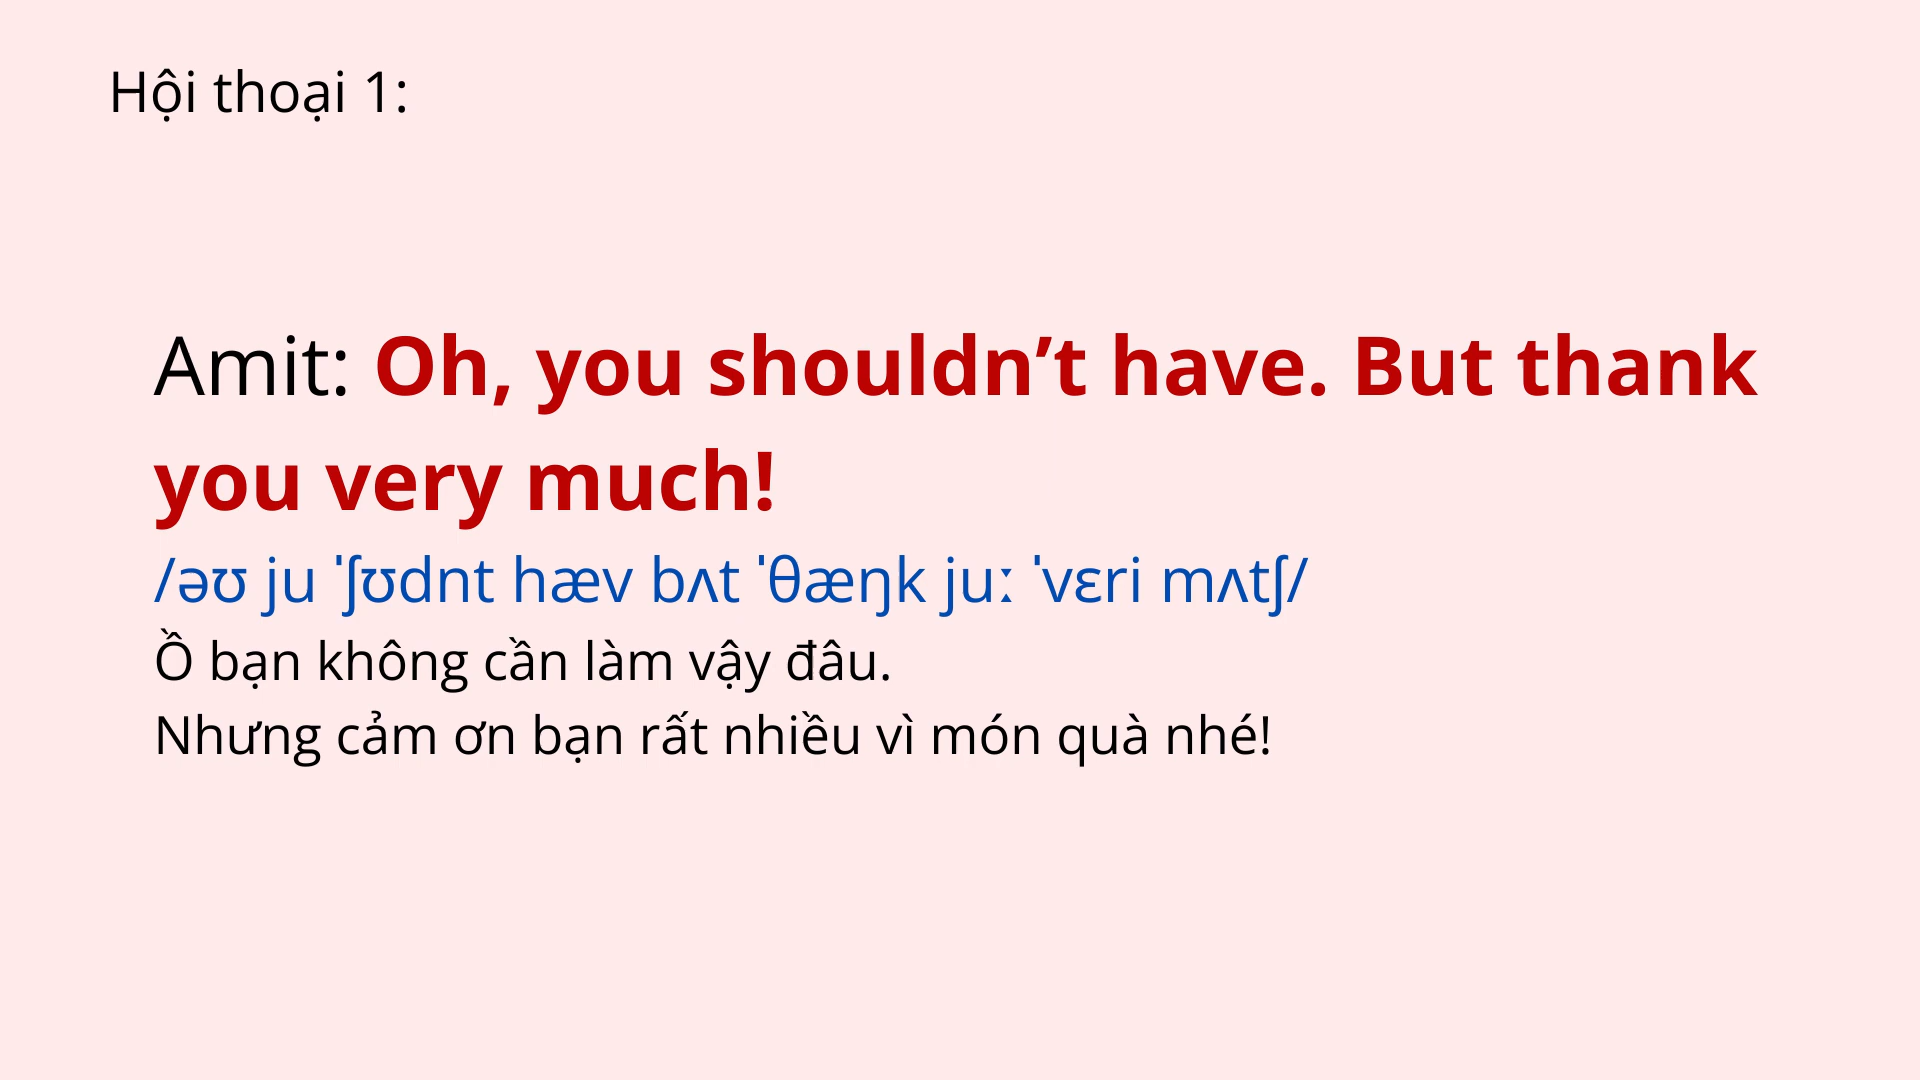 Hội thoại 1:
Amit: Oh, you shouldn’t have. But thank
you very much!
/əʊ ju ˈʃʊdnt hæv bʌt ˈθæŋk juː ˈvɛri mʌtʃ/
Ồ bạn không cần làm vậy đâu.
Nhưng cảm ơn bạn rất nhiều vì món quà nhé!